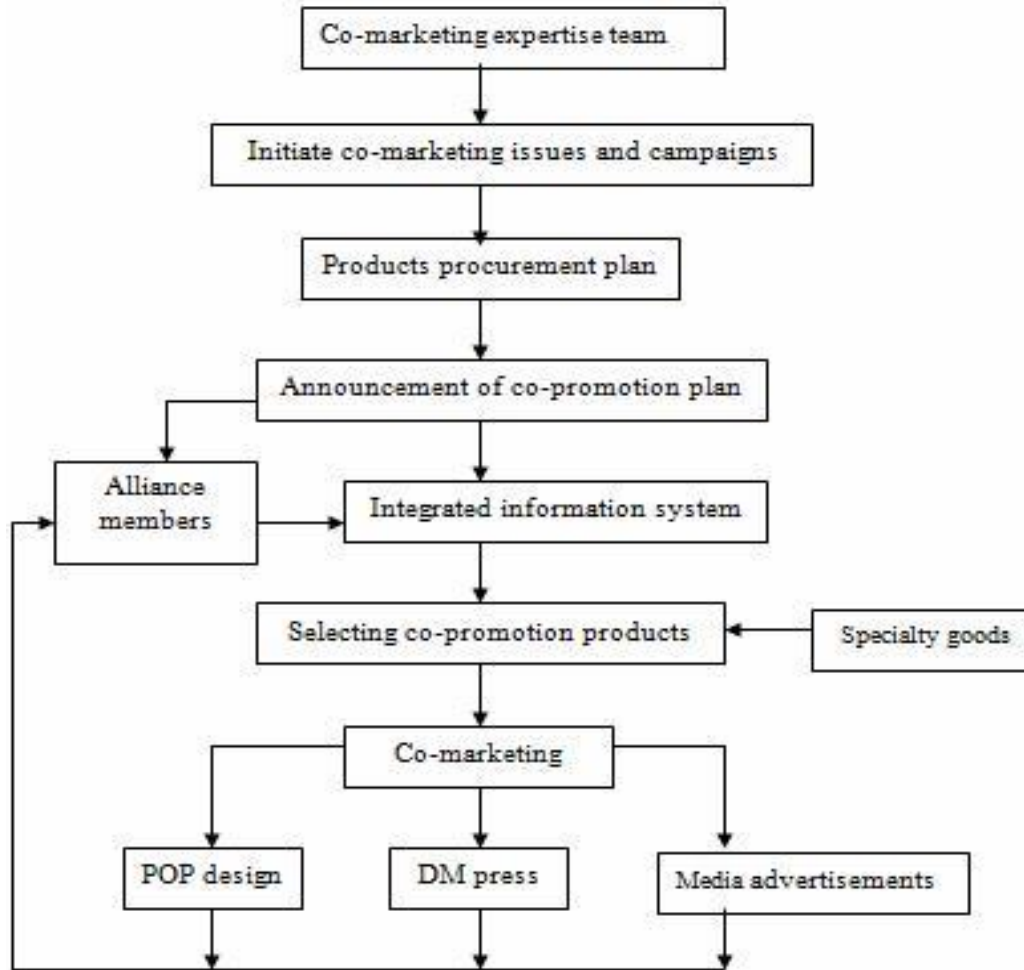 Co-marketing expertise team
Initiate co-marketing issues and campaigns
Products procurement plan
Announcement of co-promotion plan
Alliance
members
Integrated information system
Selecting co-promotion products
Specialty goods
Co-marketing
POP design
DM press
Media advertisements